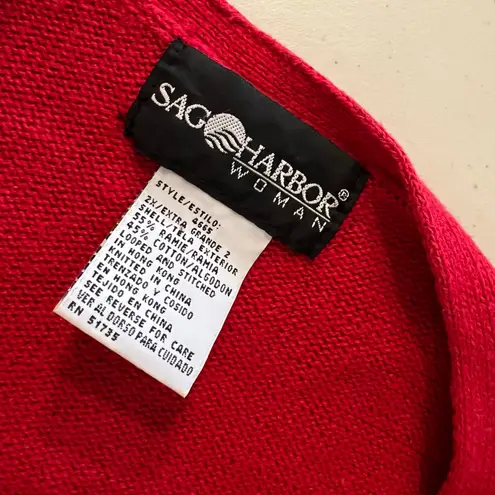 SAG HARBOR®
WOMAN
STYLE/ESTILO:
4665
2X/EXTRA GRANDE 2
SHELL/TELA EXTERIOR
55% RAMIE/RAMIA
45% COTTON/ALGODON
LOOPED AND STITCHED
IN HONG KONG
KNITTED IN CHINA
TRENZADO Y COSIDO
EN HONG KONG
TEJIDO EN CHINA
SEE REVERSE FOR CARE
VER AL DORSO PARA CUIDADO
RN 51735